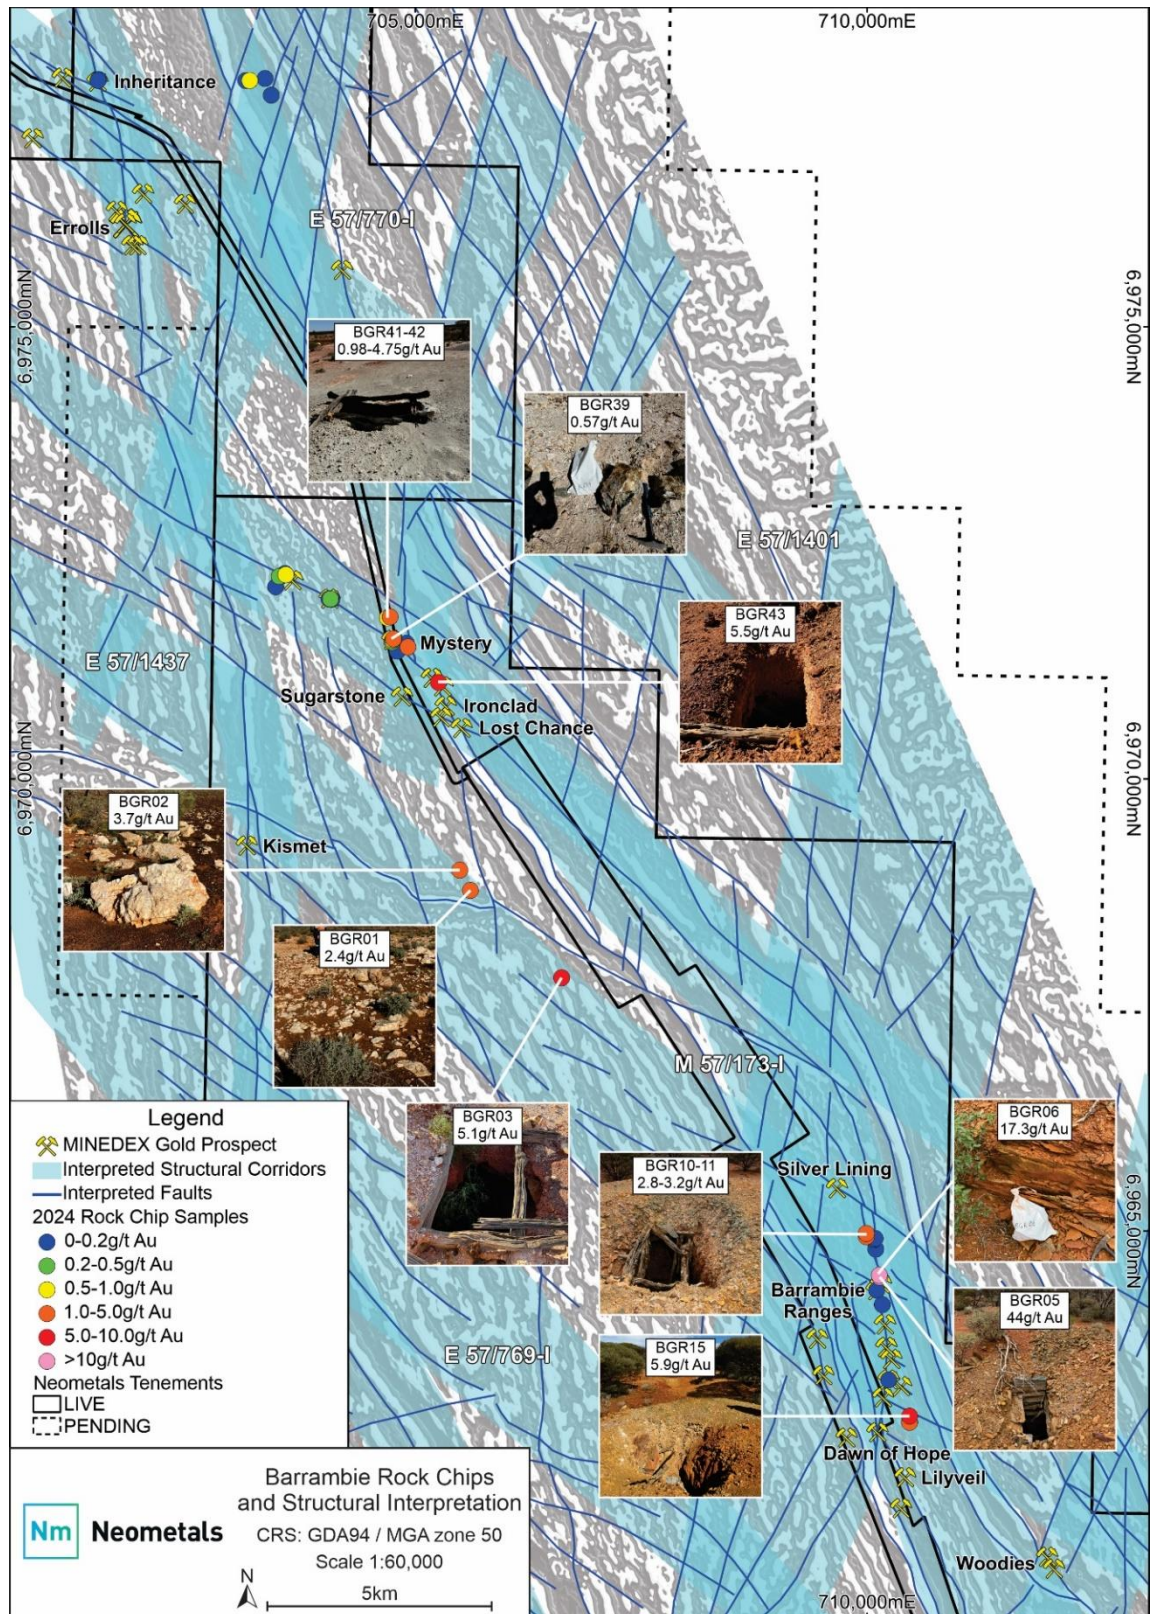 705,000mE
710,000mE
Inheritance
Errolls
E 57/770-I
6,975,000mN
6,975,000mN
BGR41-42
0.98-4.75g/t Au
BGR39
0.57g/t Au
E 57/1401
BGR43
5.5g/t Au
Mystery
E 57/1437
Sugarstone
Ironclad
Lost Chance
6,970,000mN
6,970,000mN
BGR02
3.7g/t Au
Kismet
BGR01
2.4g/t Au
M 57/173-I
BGR03
5.1g/t Au
BGR06
17.3g/t Au
BGR10-11
2.8-3.2g/t Au
Silver Lining
6,965,000mN
Barrambie
Ranges
BGR05
44g/t Au
BGR15
5.9g/t Au
E 57/769-I
Dawn of Hope
Lilyveil
Woodies
710,000mE
Legend
MINEDEX Gold Prospect
Interpreted Structural Corridors
Interpreted Faults
2024 Rock Chip Samples
0-0.2g/t Au
0.2-0.5g/t Au
0.5-1.0g/t Au
1.0-5.0g/t Au
5.0-10.0g/t Au
>10g/t Au
Neometals Tenements
LIVE
PENDING
Nm Neometals
Barrambie Rock Chips
and Structural Interpretation
CRS: GDA94 / MGA zone 50
Scale 1:60,000
N
5km